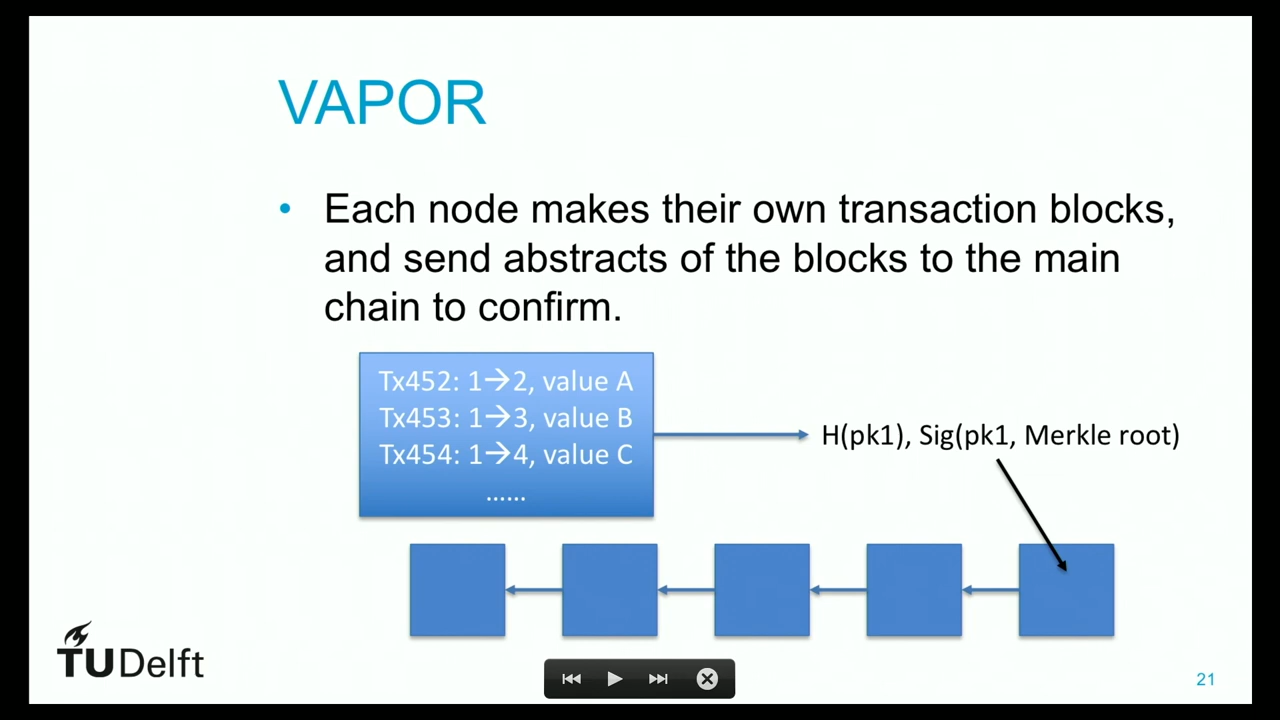 VAPOR
• Each node makes their own transaction blocks,
and send abstracts of the blocks to the main
chain to confirm.
Tx452: 1→2, value A
Tx453: 1→3, value B
Tx454: 1→4, value C
......
H(pk1), Sig(pk1, Merkle root)
TUDelft
21